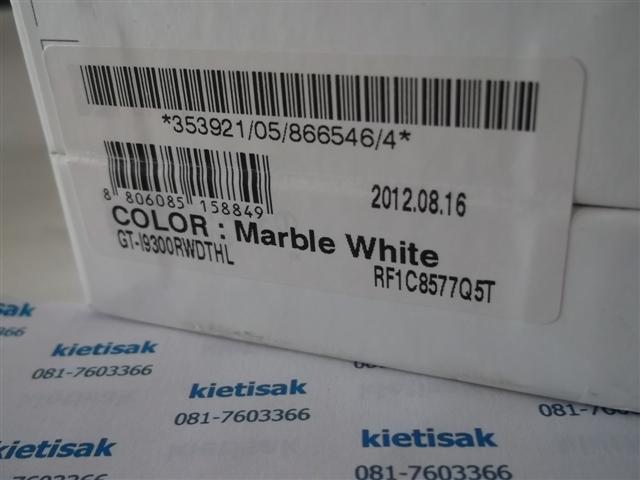 *353921/05/866546/4*
8 806085 158849
2012.08.16
COLOR : Marble White
GT-I9300RWDTHL
RF1C8577Q5T
kietisak
081-7603366
kietisak
081-7603366
kietisak
081-7603366
kietisak